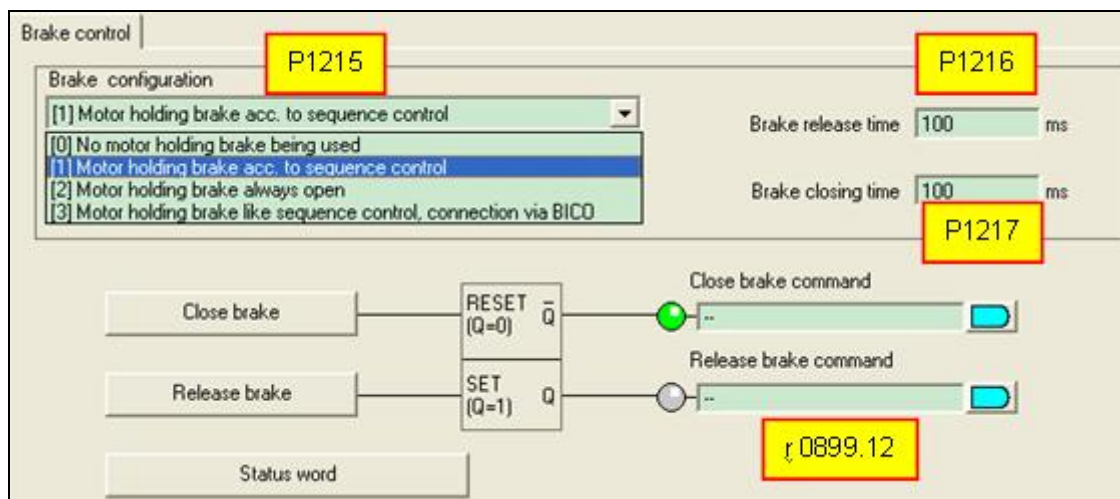 Brake control
P1215
P1216
Brake configuration
[1] Motor holding brake acc. to sequence control
[0] No motor holding brake being used
[1] Motor holding brake acc. to sequence control
[2] Motor holding brake always open
[3] Motor holding brake like sequence control, connection via BICO
Brake release time 100 ms
Brake closing time 100 ms
P1217
Close brake
RESET Q̅
(Q=0)
Close brake command
--
Release brake
SET Q
(Q=1)
Release brake command
--
r 0899.12
Status word